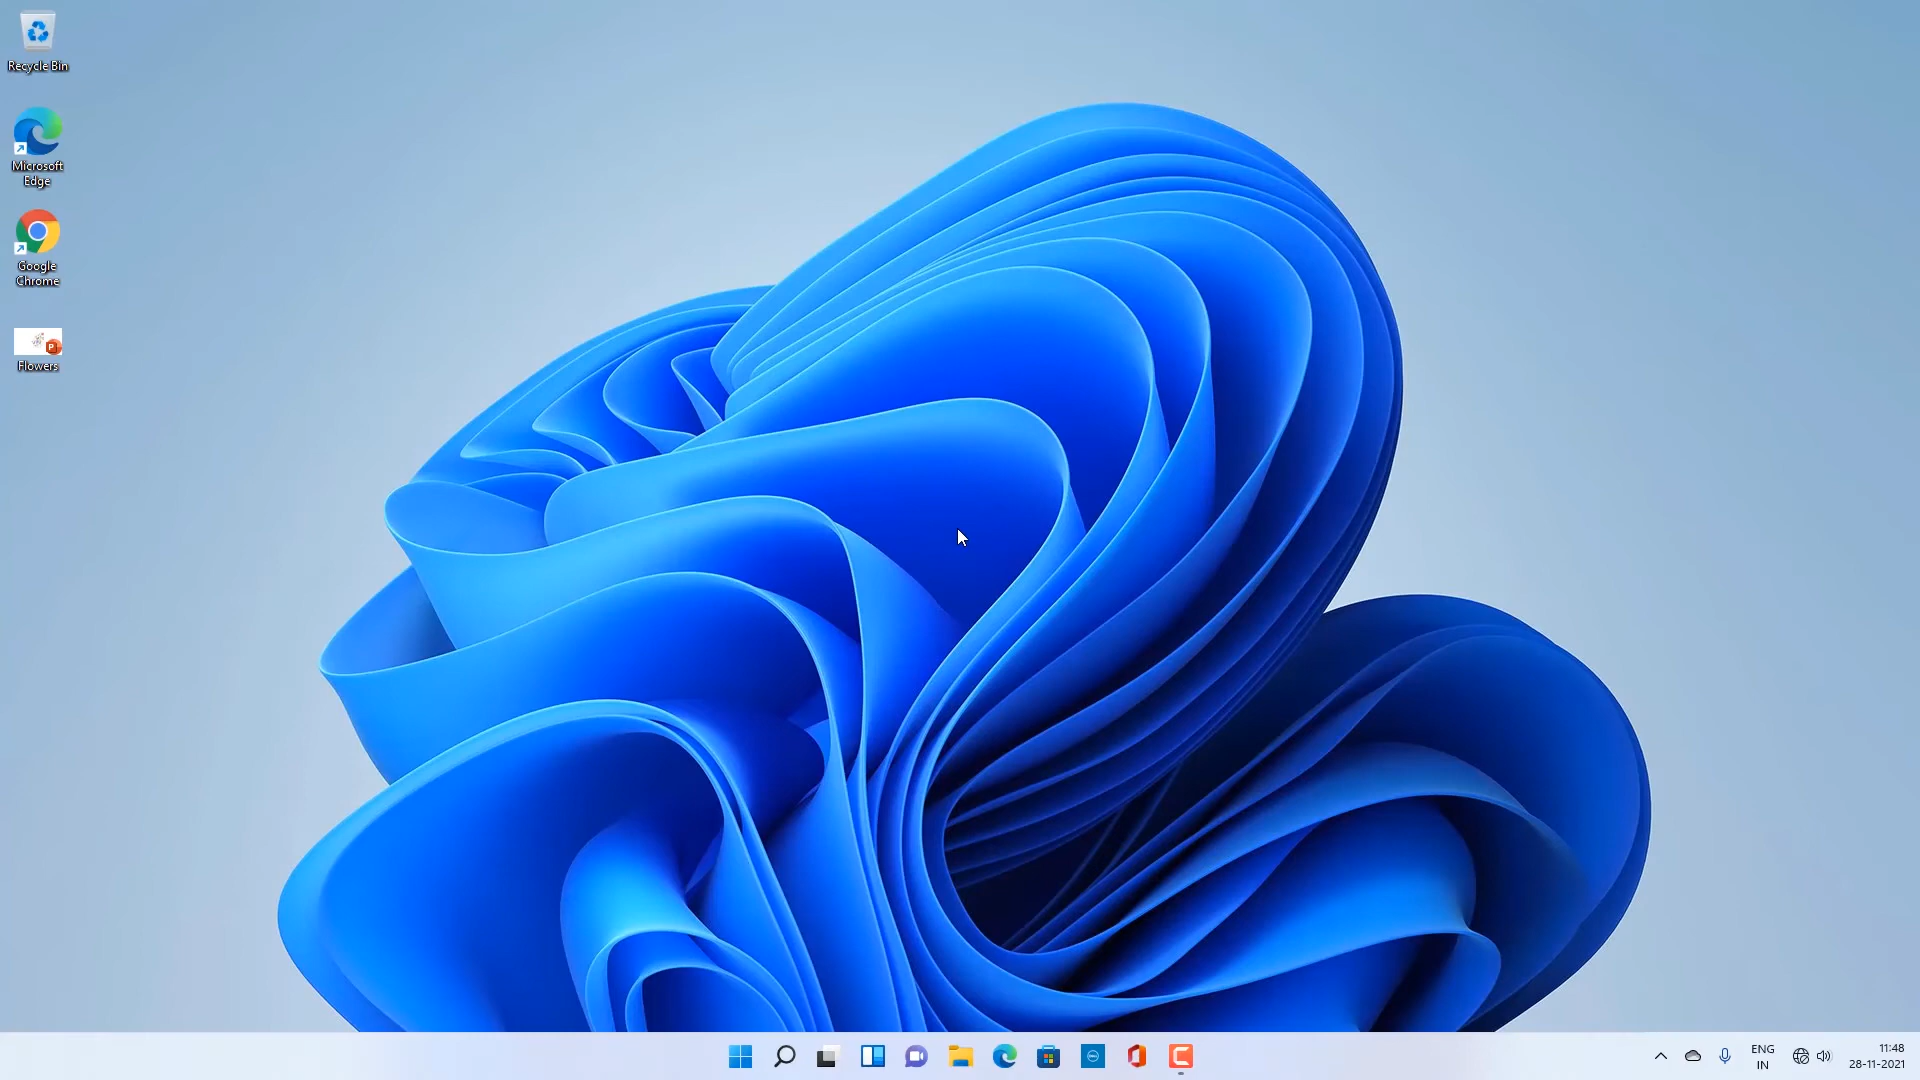 Recycle Bin
Microsoft
Edge
Google
Chrome
Flowers
ENG
IN
11:48
28-11-2021